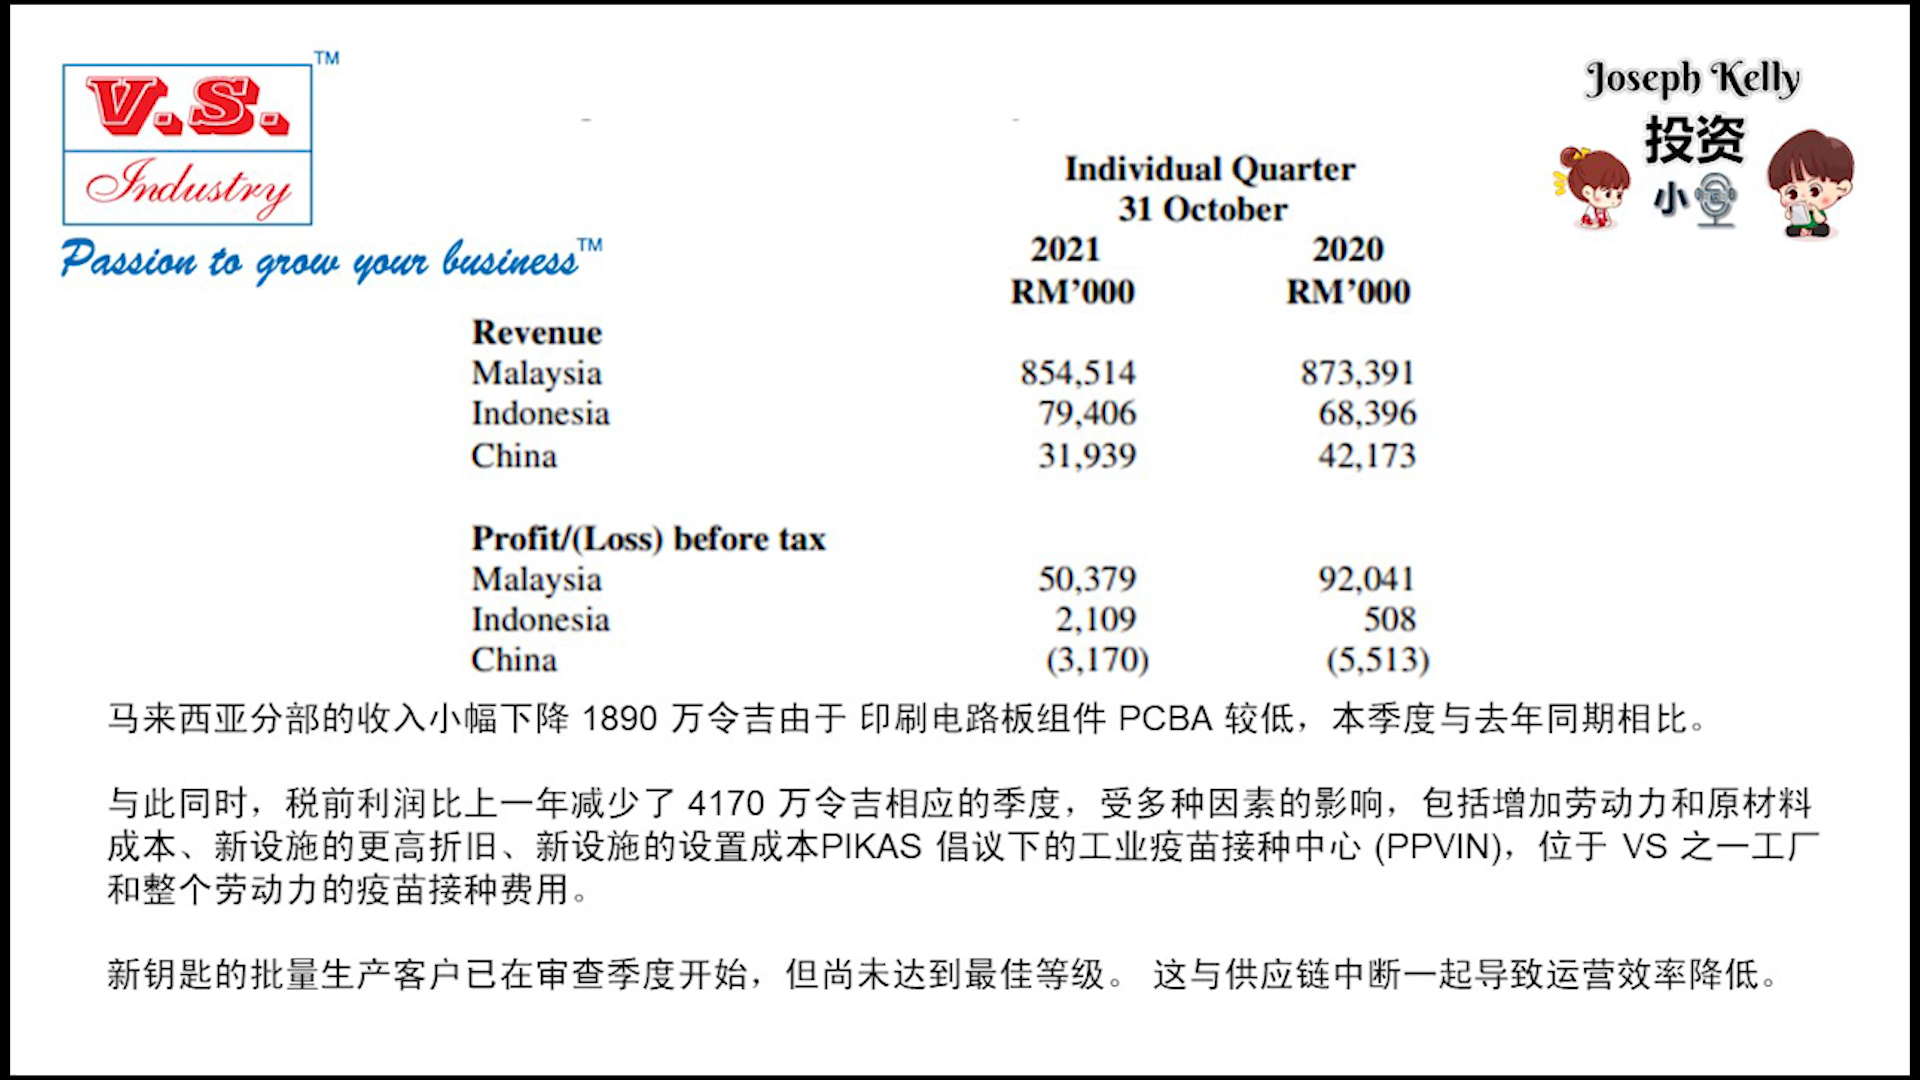 V.S.
Industry
TM
Passion to grow your business™
Joseph Kelly
投资
小
Individual Quarter
31 October
2021 2020
RM’000 RM’000
Revenue
Malaysia 854,514 873,391
Indonesia 79,406 68,396
China 31,939 42,173
Profit/(Loss) before tax
Malaysia 50,379 92,041
Indonesia 2,109 508
China (3,170) (5,513)
马来西亚分部的收入小幅下降 1890 万令吉由于 印刷电路板组件 PCBA 较低，本季度与去年同期相比。
与此同时，税前利润比上一年减少了 4170 万令吉相应的季度，受多种因素的影响，包括增加劳动力和原材料
成本、新设施的更高折旧、新设施的设置成本PIKAS 倡议下的工业疫苗接种中心 (PPVIN)，位于 VS 之一工厂
和整个劳动力的疫苗接种费用。
新钥匙的批量生产客户已在审查季度开始，但尚未达到最佳等级。 这与供应链中断一起导致运营效率降低。